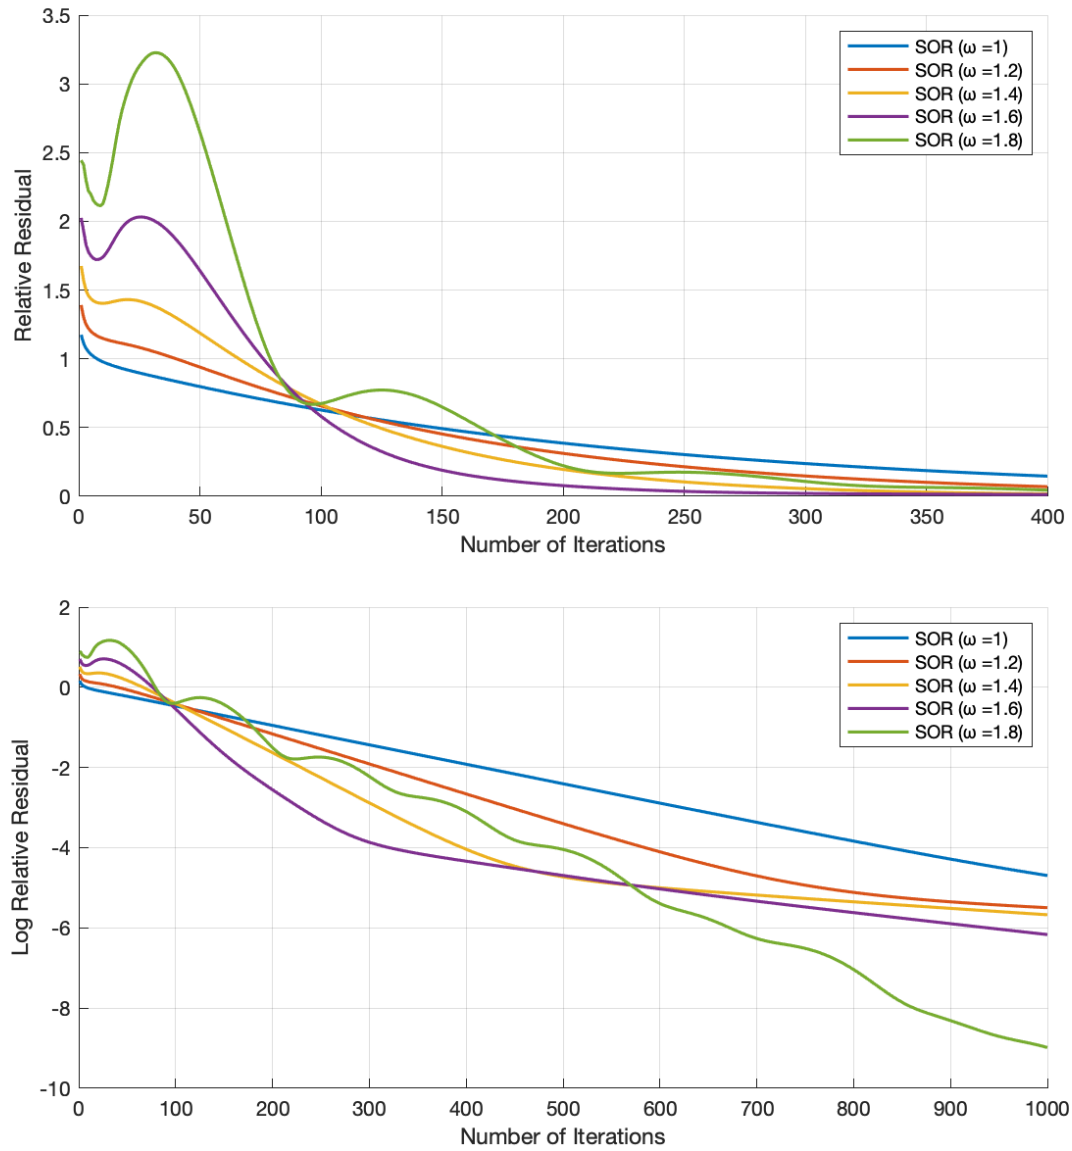 3.5
3
2.5
2
1.5
1
0.5
0
Relative Residual
SOR (ω =1)
SOR (ω =1.2)
SOR (ω =1.4)
SOR (ω =1.6)
SOR (ω =1.8)
0 50 100 150 200 250 300 350 400
Number of Iterations
2
0
-2
-4
-6
-8
-10
Log Relative Residual
SOR (ω =1)
SOR (ω =1.2)
SOR (ω =1.4)
SOR (ω =1.6)
SOR (ω =1.8)
0 100 200 300 400 500 600 700 800 900 1000
Number of Iterations